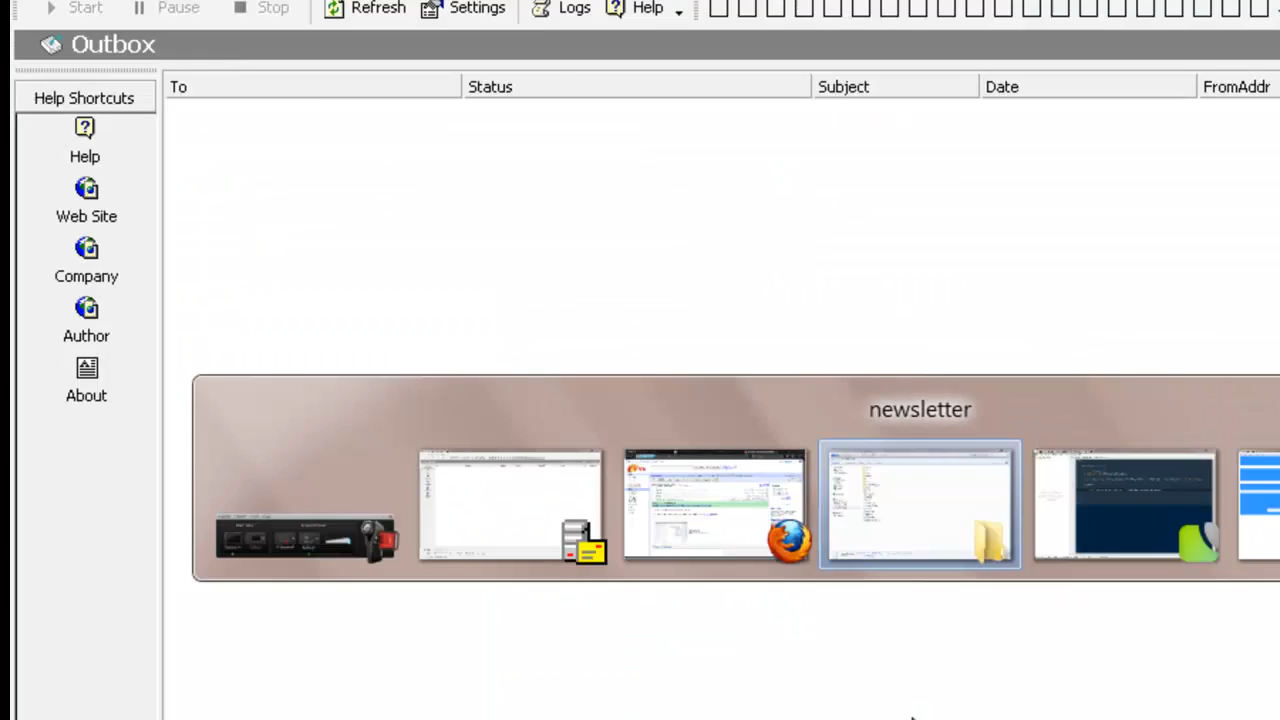 Start Pause Stop Refresh Settings Logs Help
Outbox
Help Shortcuts
Help
Web Site
Company
Author
About
To Status Subject Date FromAddr
newsletter